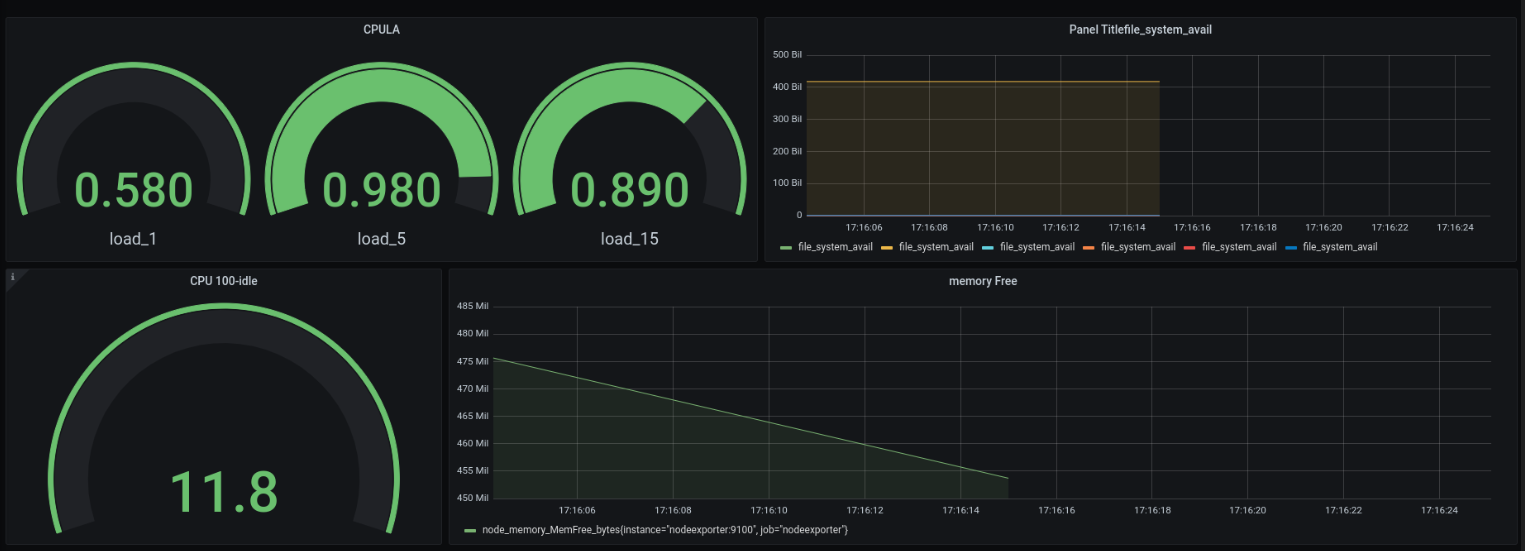 CPULA
0.580
0.980
0.890
load_1
load_5
load_15
Panel Titlefile_system_avail
500 Bil
400 Bil
300 Bil
200 Bil
100 Bil
0
17:16:06 17:16:08 17:16:10 17:16:12 17:16:14 17:16:16 17:16:18 17:16:20 17:16:22 17:16:24
file_system_avail file_system_avail file_system_avail file_system_avail file_system_avail file_system_avail
i
CPU 100-idle
11.8
memory Free
485 Mil
480 Mil
475 Mil
470 Mil
465 Mil
460 Mil
455 Mil
450 Mil
17:16:06 17:16:08 17:16:10 17:16:12 17:16:14 17:16:16 17:16:18 17:16:20 17:16:22 17:16:24
node_memory_MemFree_bytes{instance="nodeexporter:9100", job="nodeexporter"}